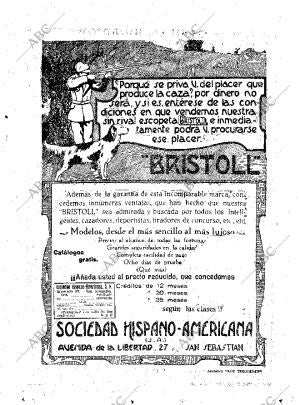 Porque se priva V. del placer que
produce la caza? por dinero no
será, y si es, entérese de las con-
diciones en que vendemos nuestra
sin rival escopeta BRISTOLL e inmedia-
tamente podrá V. procurarse
ese placer.
"BRISTOLL"
Además de la garantía de esta incomparable marca, con-
cedemos innúmeras ventajas, que han hecho que nuestra
"BRISTOLL" sea admirada y buscada por todos los inteli-
gentes, cazadores, deportistas, tiradores de concurso, etc., etc.
Modelos, desde el más sencillo al más lujoso
Precios al alcance de todas las fortunas
Grandes seguridades en la calidad
Completa facilidad de pago
Ocho días de prueba
¿Qué más?
Catálogos
gratis.
¡¡Añada usted al precio reducido, que concedemos
Créditos de 12 meses
" " 20 meses
" " 25 meses
según las clases!!
SOCIEDAD HISPANO-AMERICANA
(S.A.)
AVENIDA de la LIBERTAD, 27 SAN SEBASTIAN